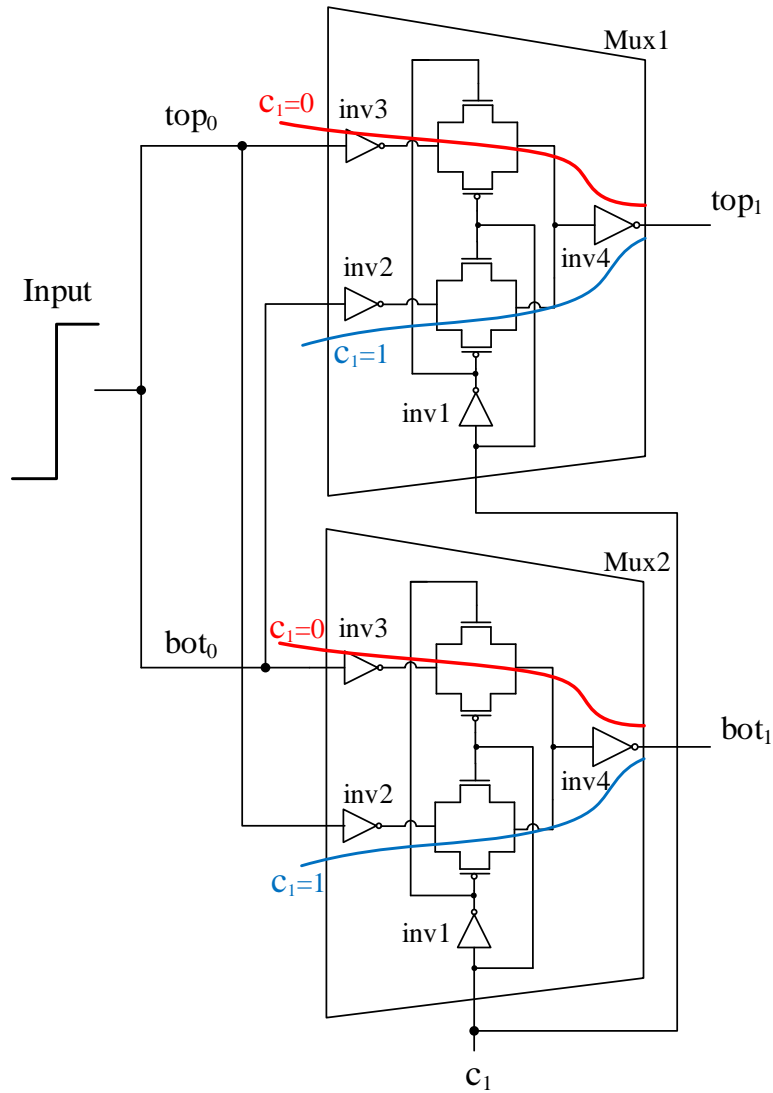 Mux1
c₁=0
inv3
top₀
top₁
inv2
inv4
Input
c₁=1
inv1
Mux2
c₁=0
inv3
bot₀
bot₁
inv4
inv2
c₁=1
inv1
c₁